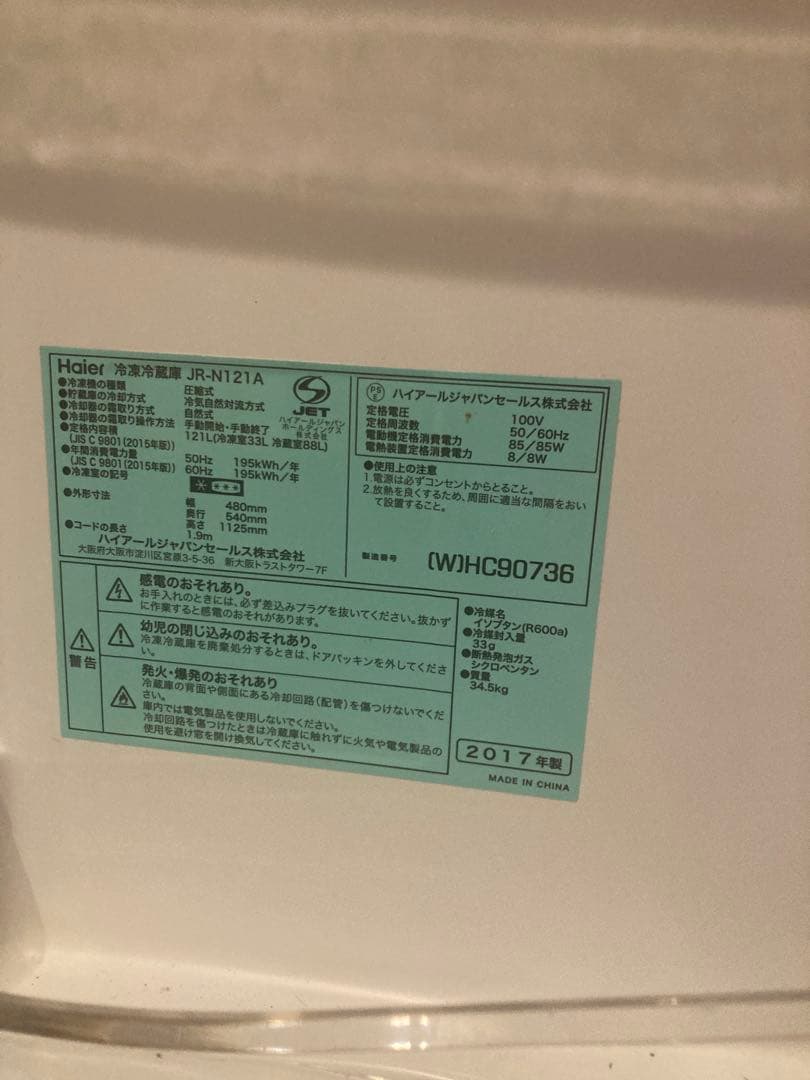 Haier 冷凍冷蔵庫 JR-N121A
●冷凍機の種類 圧縮式
●貯蔵庫の冷却方式 冷気自然対流方式
●冷却器の霜取り方式 自然式
●冷却器の霜取り操作方法 手動開始・手動終了
●定格内容積 121L(冷凍室33L 冷蔵室88L)
(JIS C 9801(2015年版))
●年間消費電力量 50Hz 195kWh/年
(JIS C 9801(2015年版)) 60Hz 195kWh/年
●冷凍室の記号
●外形寸法 幅 480mm
奥行 540mm
高さ 1125mm
●コードの長さ 1.9m
ハイアールジャパンセールス株式会社
大阪府大阪市淀川区宮原3-5-36 新大阪トラストタワー7F
JET
ハイアールジャパン
ホールディングス
株式会社
PS
E
ハイアールジャパンセールス株式会社
定格電圧 100V
定格周波数 50/60Hz
電動機定格消費電力 85/85W
電熱装置定格消費電力 8/8W
●使用上の注意
1.電源は必ずコンセントからとること。
2.放熱を良くするため、周囲に適当な間隔をおい
て設置すること。
製造番号 (W)HC90736
警告
感電のおそれあり。
お手入れのときには、必ず差込みプラグを抜いてください。抜かず
に作業すると感電のおそれがあります。
幼児の閉じ込みのおそれあり。
冷凍冷蔵庫を廃棄処分するときは、ドアパッキンを外してくださ
い。
発火・爆発のおそれあり
冷蔵庫の背面や側面にある冷却回路(配管)を傷つけないでくだ
さい。
庫内では電気製品を使用しないでください。
冷却回路を傷つけたときは冷蔵庫に触れずに火気や電気製品の
使用を避け窓を開け換気してください。
●冷媒名
イソブタン(R600a)
●冷媒封入量
33g
●断熱発泡ガス
シクロペンタン
●質量
34.5kg
2017年製
MADE IN CHINA